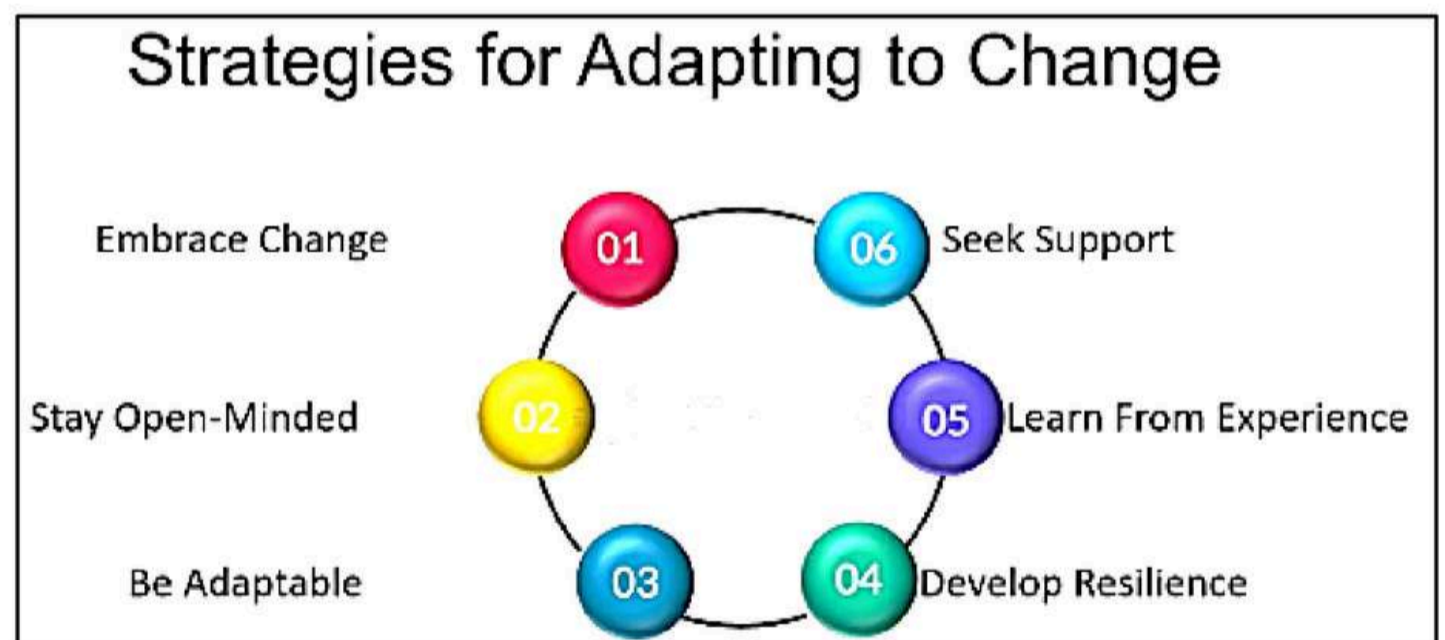 Strategies for Adapting to Change
Embrace Change 01 06 Seek Support
Stay Open-Minded 02 05 Learn From Experience
Be Adaptable 03 04 Develop Resilience